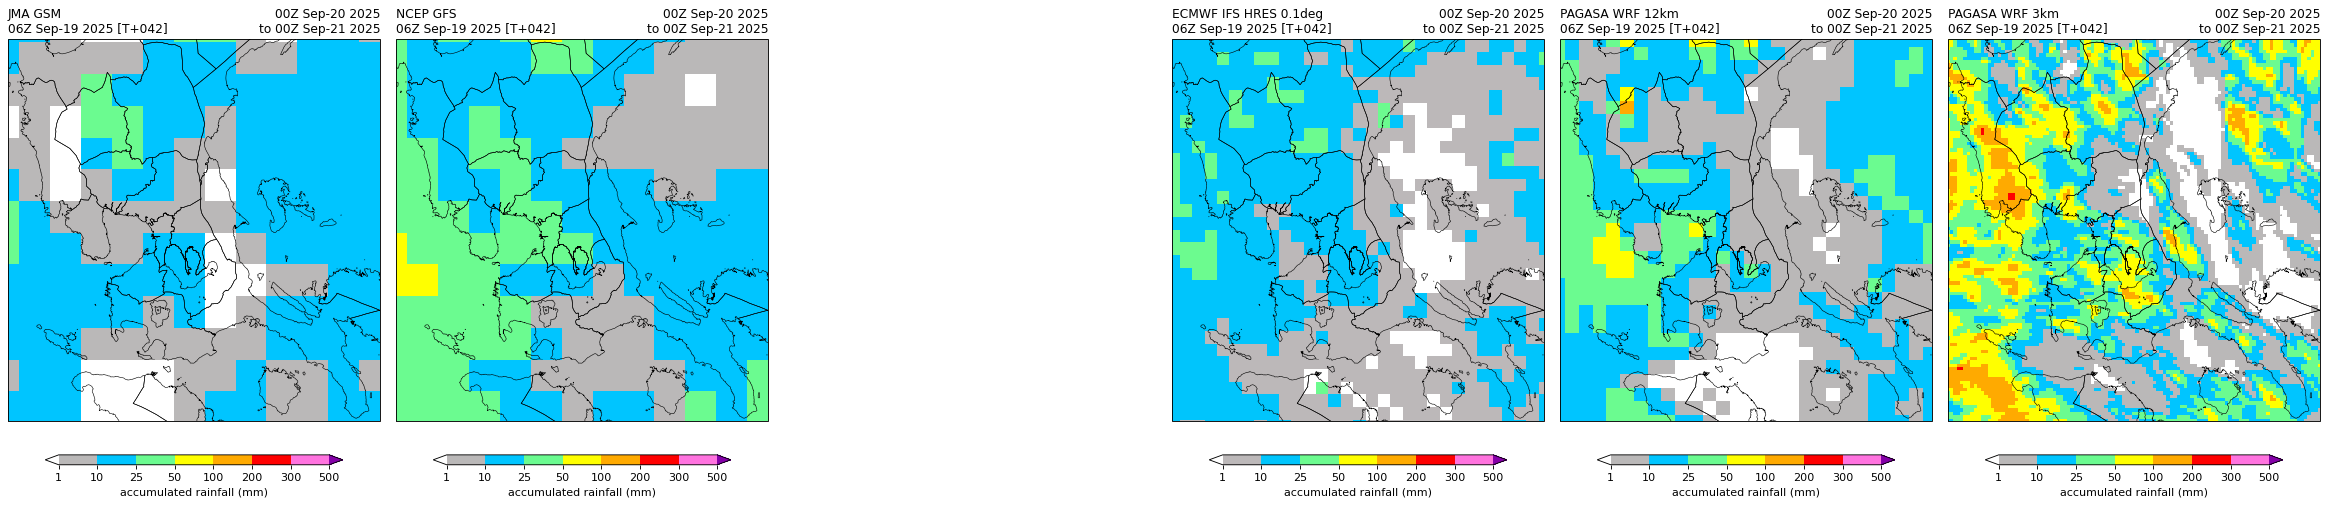 JMA GSM 00Z Sep-20 2025
06Z Sep-19 2025 [T+042] to 00Z Sep-21 2025
1 10 25 50 100 200 300 500
accumulated rainfall (mm)
NCEP GFS 00Z Sep-20 2025
06Z Sep-19 2025 [T+042] to 00Z Sep-21 2025
1 10 25 50 100 200 300 500
accumulated rainfall (mm)
ECMWF IFS HRES 0.1deg 00Z Sep-20 2025
06Z Sep-19 2025 [T+042] to 00Z Sep-21 2025
1 10 25 50 100 200 300 500
accumulated rainfall (mm)
PAGASA WRF 12km 00Z Sep-20 2025
06Z Sep-19 2025 [T+042] to 00Z Sep-21 2025
1 10 25 50 100 200 300 500
accumulated rainfall (mm)
PAGASA WRF 3km 00Z Sep-20 2025
06Z Sep-19 2025 [T+042] to 00Z Sep-21 2025
1 10 25 50 100 200 300 500
accumulated rainfall (mm)